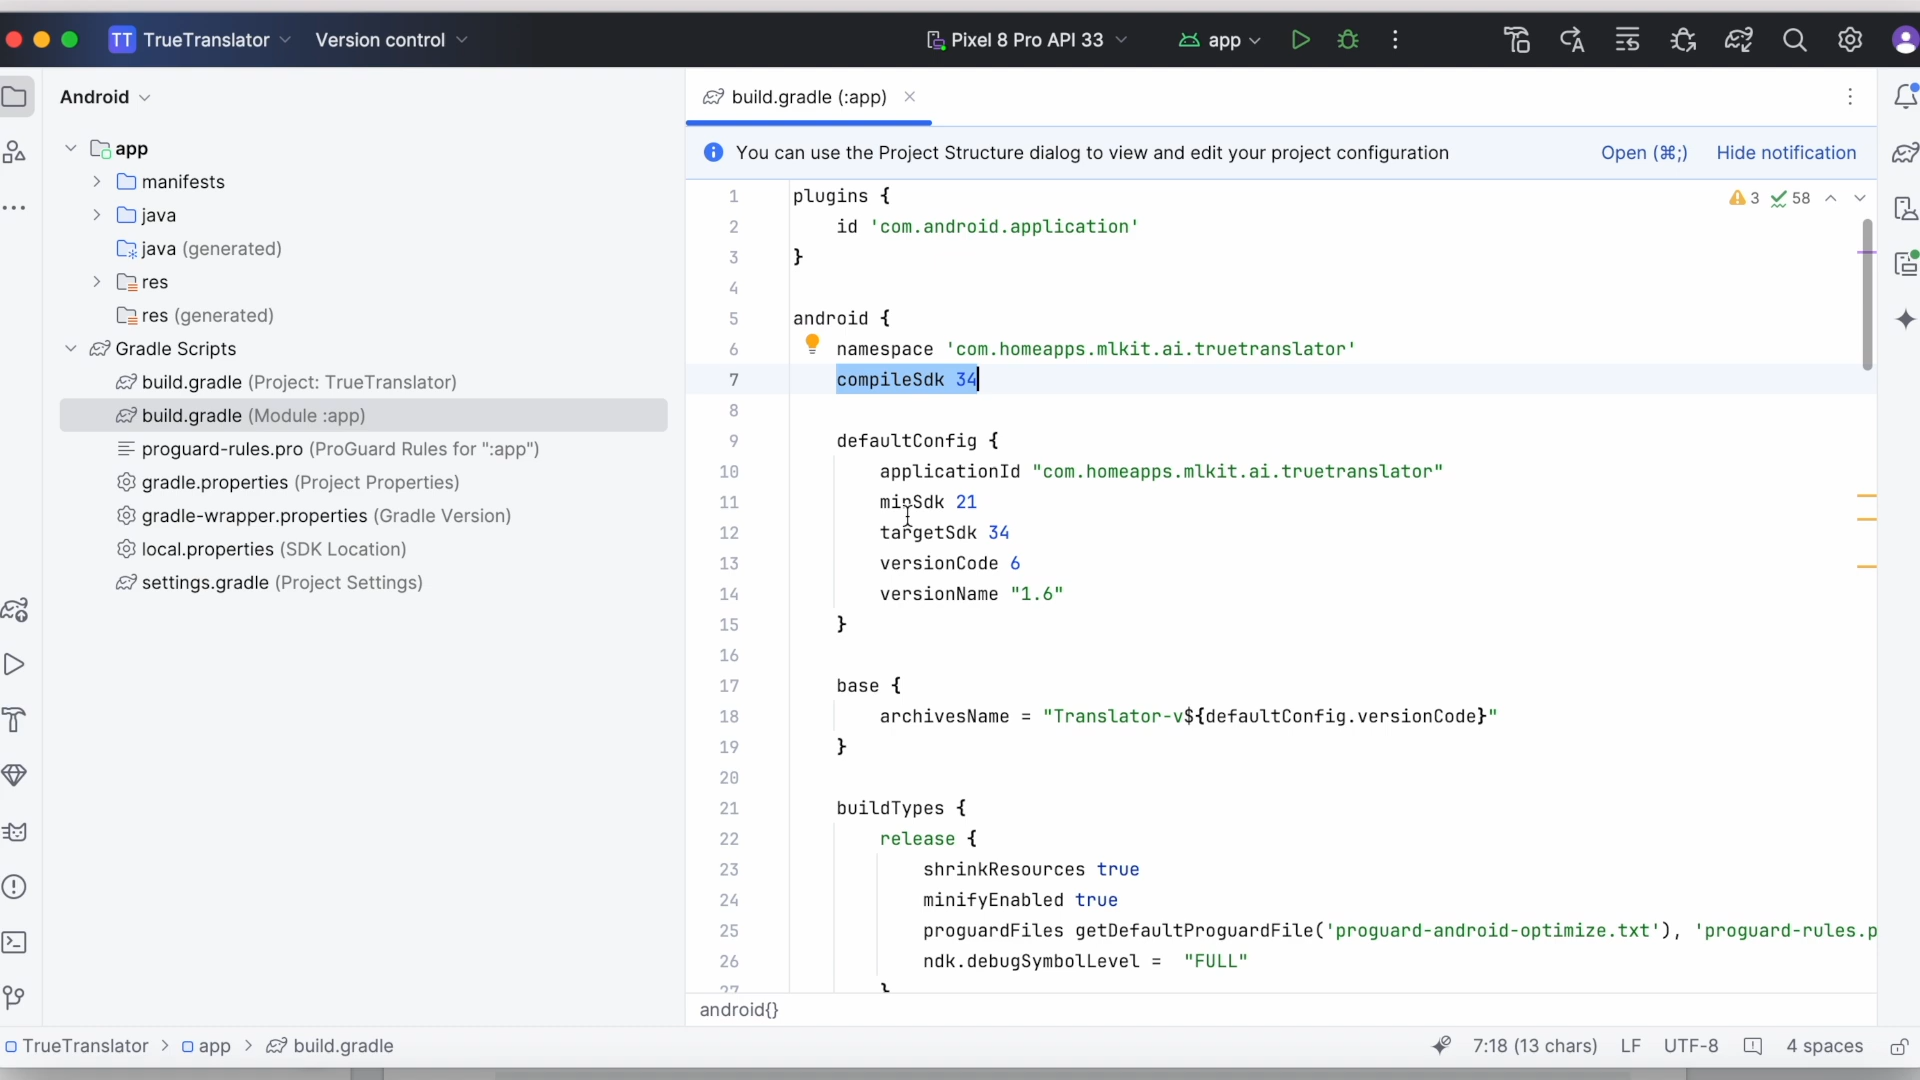 TT TrueTranslator Version control Pixel 8 Pro API 33 app
Android
app
manifests
java
java (generated)
res
res (generated)
Gradle Scripts
build.gradle (Project: TrueTranslator)
build.gradle (Module :app)
proguard-rules.pro (ProGuard Rules for ":app")
gradle.properties (Project Properties)
gradle-wrapper.properties (Gradle Version)
local.properties (SDK Location)
settings.gradle (Project Settings)
build.gradle (:app)
You can use the Project Structure dialog to view and edit your project configuration Open (⌘;) Hide notification
3 58
1 plugins {
2 id 'com.android.application'
3 }
4
5 android {
6 namespace 'com.homeapps.mlkit.ai.truetranslator'
7 compileSdk 34
8
9 defaultConfig {
10 applicationId "com.homeapps.mlkit.ai.truetranslator"
11 minSdk 21
12 targetSdk 34
13 versionCode 6
14 versionName "1.6"
15 }
16
17 base {
18 archivesName = "Translator-v${defaultConfig.versionCode}"
19 }
20
21 buildTypes {
22 release {
23 shrinkResources true
24 minifyEnabled true
25 proguardFiles getDefaultProguardFile('proguard-android-optimize.txt'), 'proguard-rules.p
26 ndk.debugSymbolLevel = "FULL"
27 }
android{}
TrueTranslator > app > build.gradle 7:18 (13 chars) LF UTF-8 4 spaces